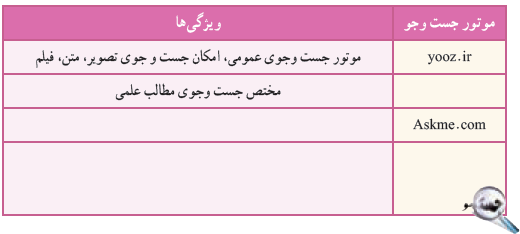 موتور جست وجو ویژگی‌ها
yooz.ir موتور جست وجوی عمومی، امکان جست و جوی تصویر، متن، فیلم
مختص جست وجوی مطالب علمی
Askme.com